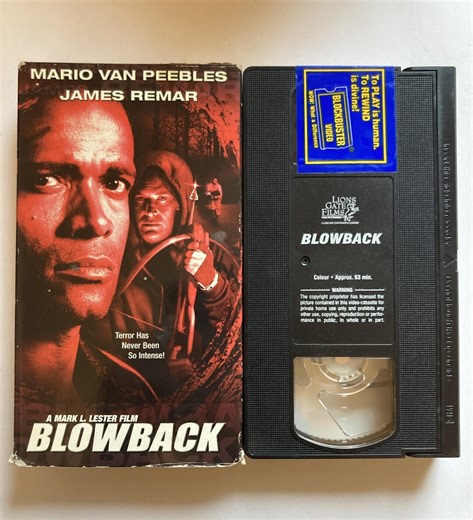 MARIO VAN PEEBLES
JAMES REMAR
Terror Has
Never Been
So Intense!
A MARK L. LESTER FILM
BLOWBACK
To PLAY is human.
To REWIND
is divine!
BLOCKBUSTER
VIDEO
WOW! What a Difference
LIONS
GATE
FILMS
BLOWBACK
Colour • Approx. 93 min.
WARNING
The copyright proprietor has licensed the
picture contained in this video-cassette for
private home use only and prohibits any
other use, copying, reproduction or perfor-
mance in public, in whole or in part.